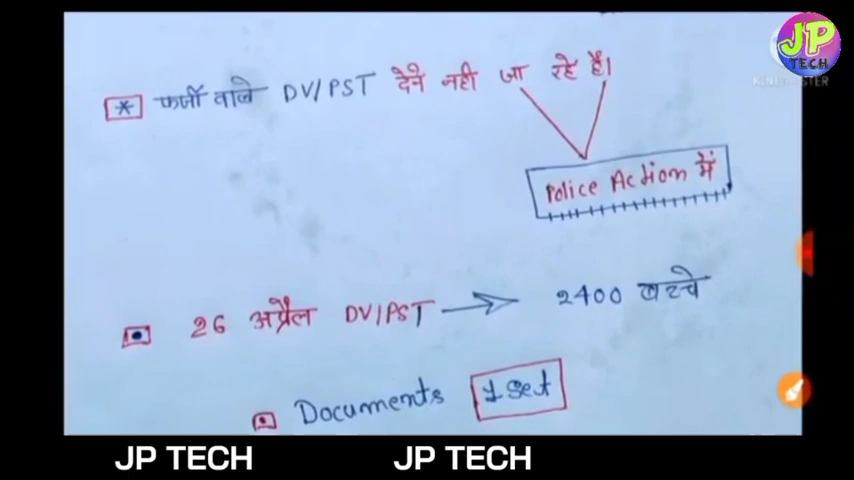 JP
TECH
KINEMASTER
* फर्जी वाले DV/PST देने नही जा रहे हैं।
Police Action में
26 अप्रैल DV/PST → 2400 बच्चे
Documents 1 Set
JP TECH JP TECH